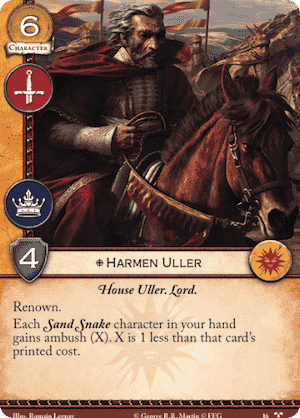 6
Character
4
Harmen Uller
House Uller. Lord.
Renown.
Each Sand Snake character in your hand
gains ambush (X). X is 1 less than that card's
printed cost.
Illus. Romain Leguay
© George R.R. Martin © FFG
16